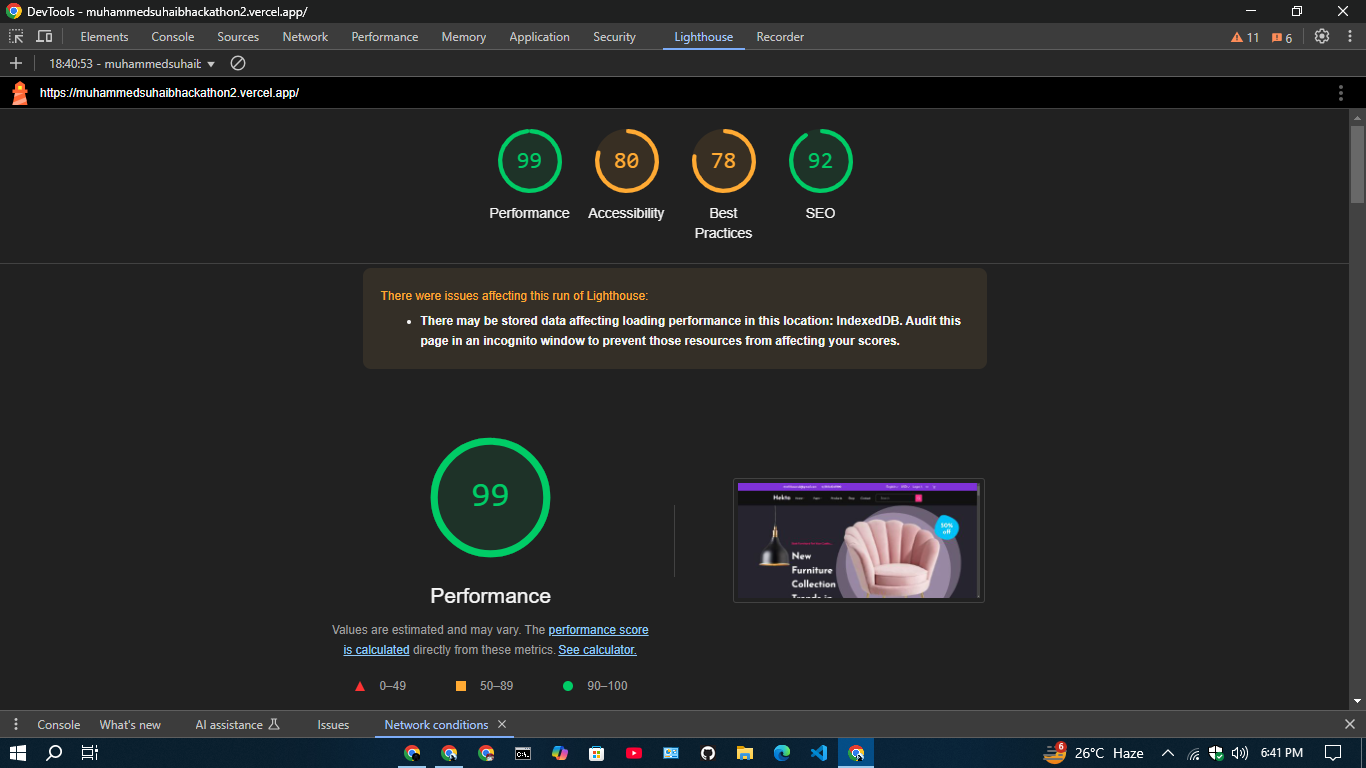 DevTools - muhammedsuhaibhackathon2.vercel.app/
Elements Console Sources Network Performance Memory Application Security Lighthouse Recorder 11 6
18:40:53 - muhammedsuhait
https://muhammedsuhaibhackathon2.vercel.app/
99 80 78 92
Performance Accessibility Best SEO
Practices
There were issues affecting this run of Lighthouse:
• There may be stored data affecting loading performance in this location: IndexedDB. Audit this
page in an incognito window to prevent those resources from affecting your scores.
99
Performance
Values are estimated and may vary. The performance score
is calculated directly from these metrics. See calculator.
0–49 50–89 90–100
Hekto
Products
50%
off
New
Furniture
Collection
Trends in
Console What's new AI assistance Issues Network conditions
6 26°C Haze 6:41 PM